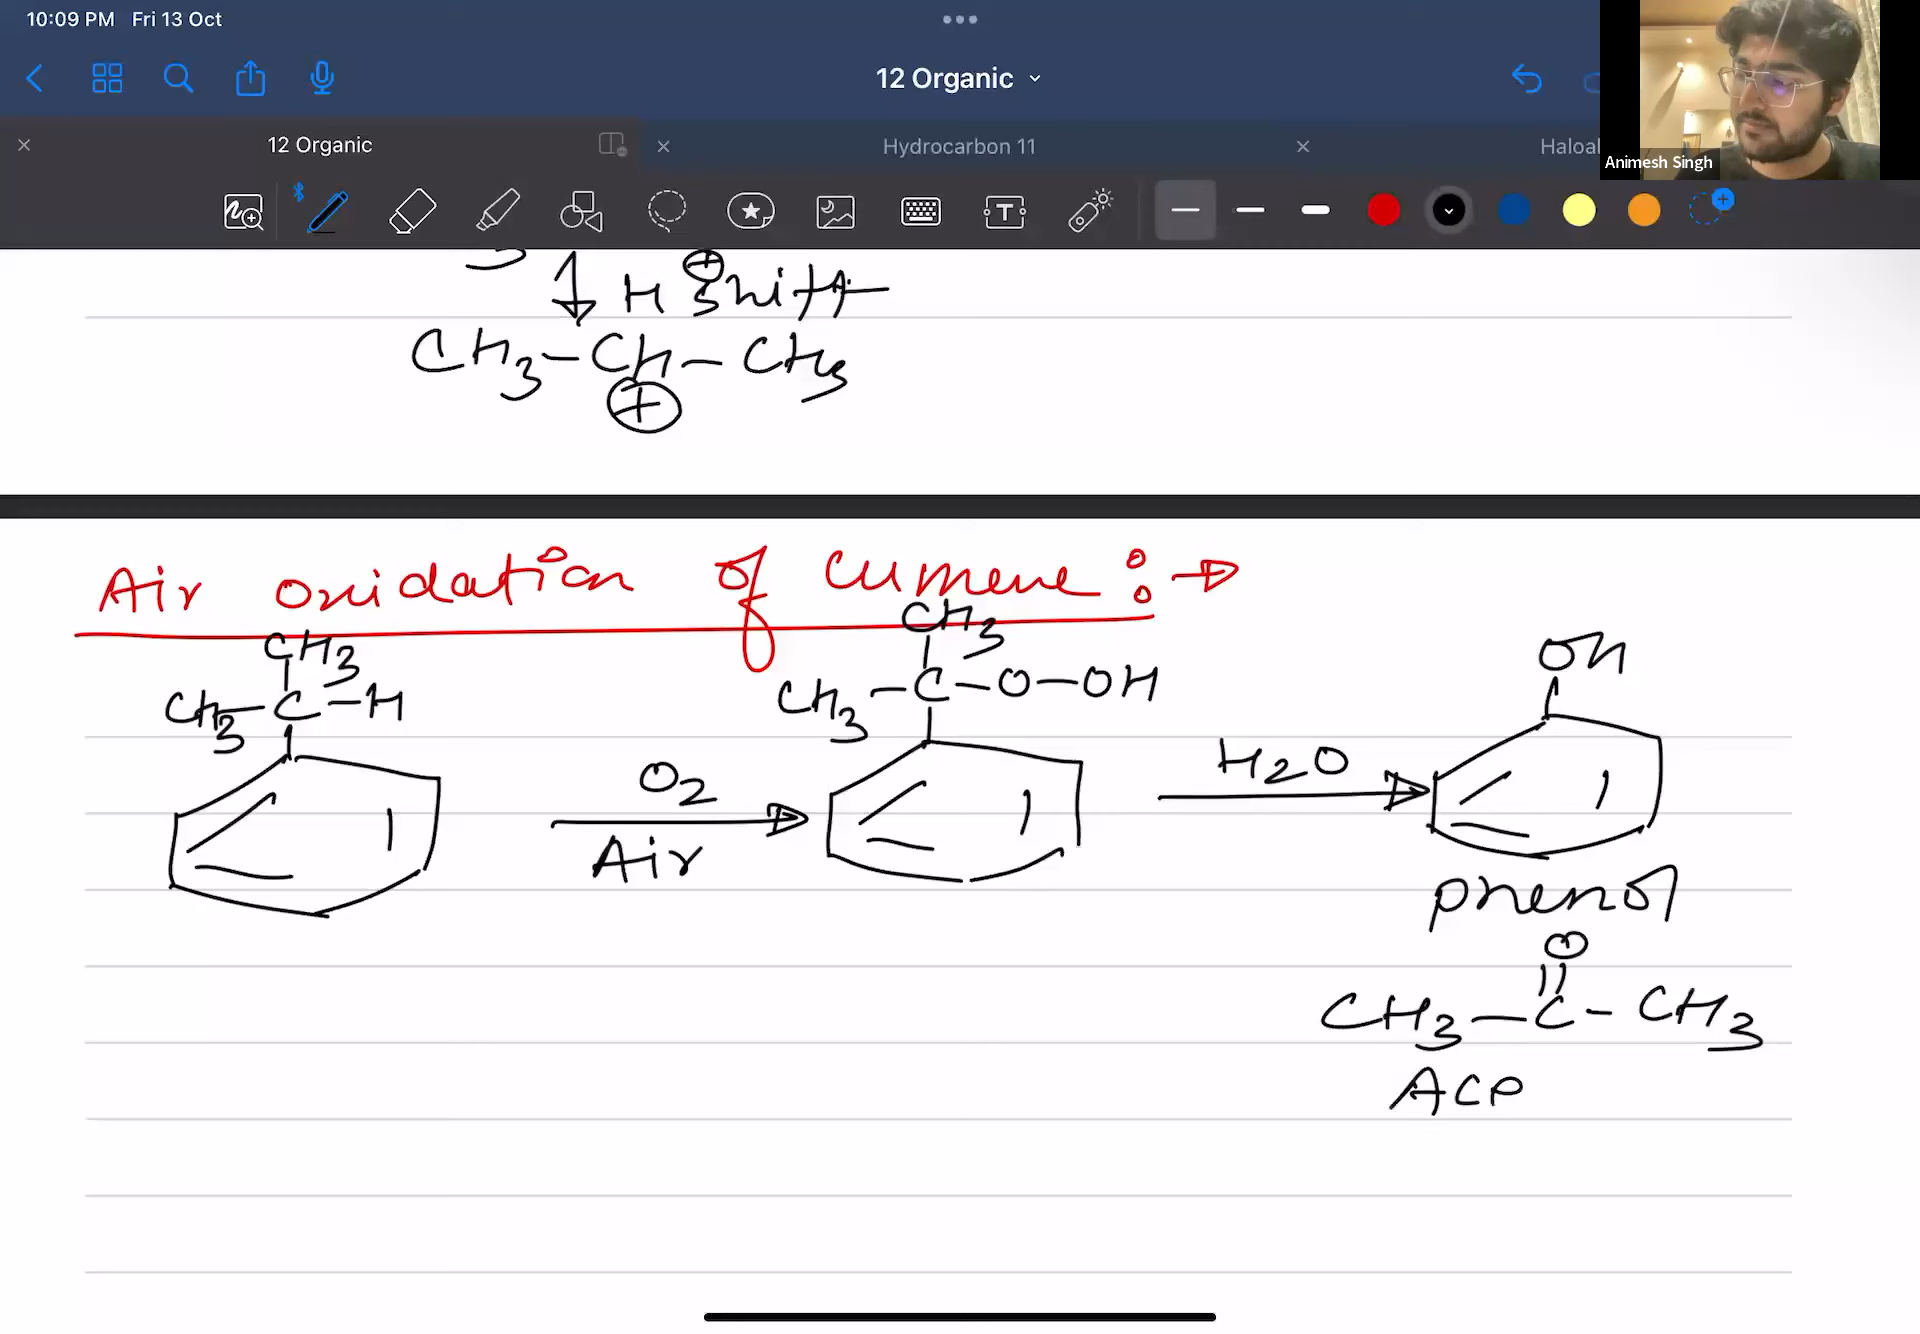 10:09 PM Fri 13 Oct
12 Organic
12 Organic
Hydrocarbon 11
Haloal
Animesh Singh
H⊕ Shift
CH3-CH-CH3
⊕
Air Oxidation of Cumene :→
CH3
CH3-C-H
O2
Air
CH3
CH3-C-O-OH
H2O
OH
Phenol
O
CH3-C-CH3
ACe